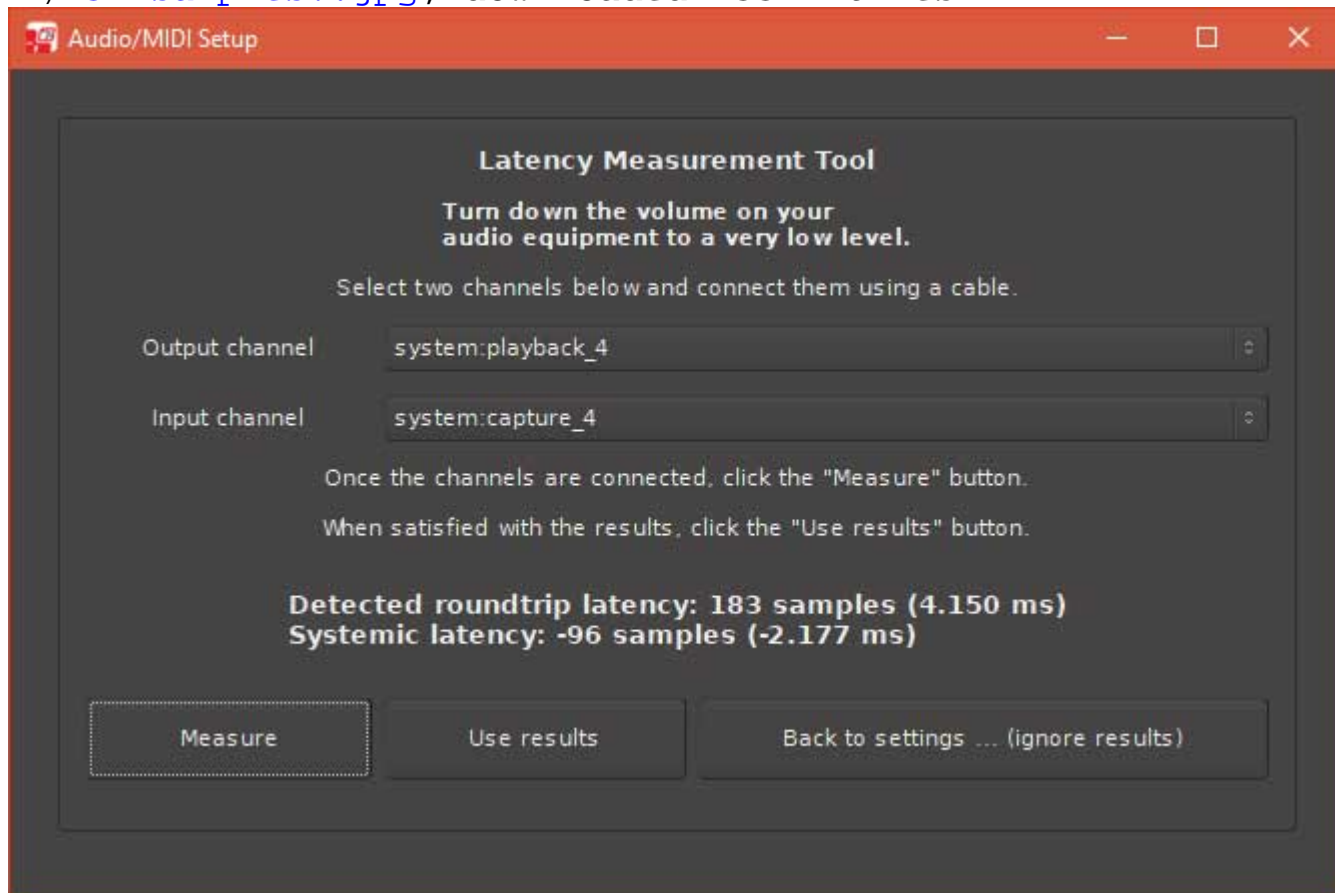 Audio/MIDI Setup
Latency Measurement Tool
Turn down the volume on your
audio equipment to a very low level.
Select two channels below and connect them using a cable.
Output channel system:playback_4
Input channel system:capture_4
Once the channels are connected, click the "Measure" button.
When satisfied with the results, click the "Use results" button.
Detected roundtrip latency: 183 samples (4.150 ms)
Systemic latency: -96 samples (-2.177 ms)
Measure Use results Back to settings ... (ignore results)